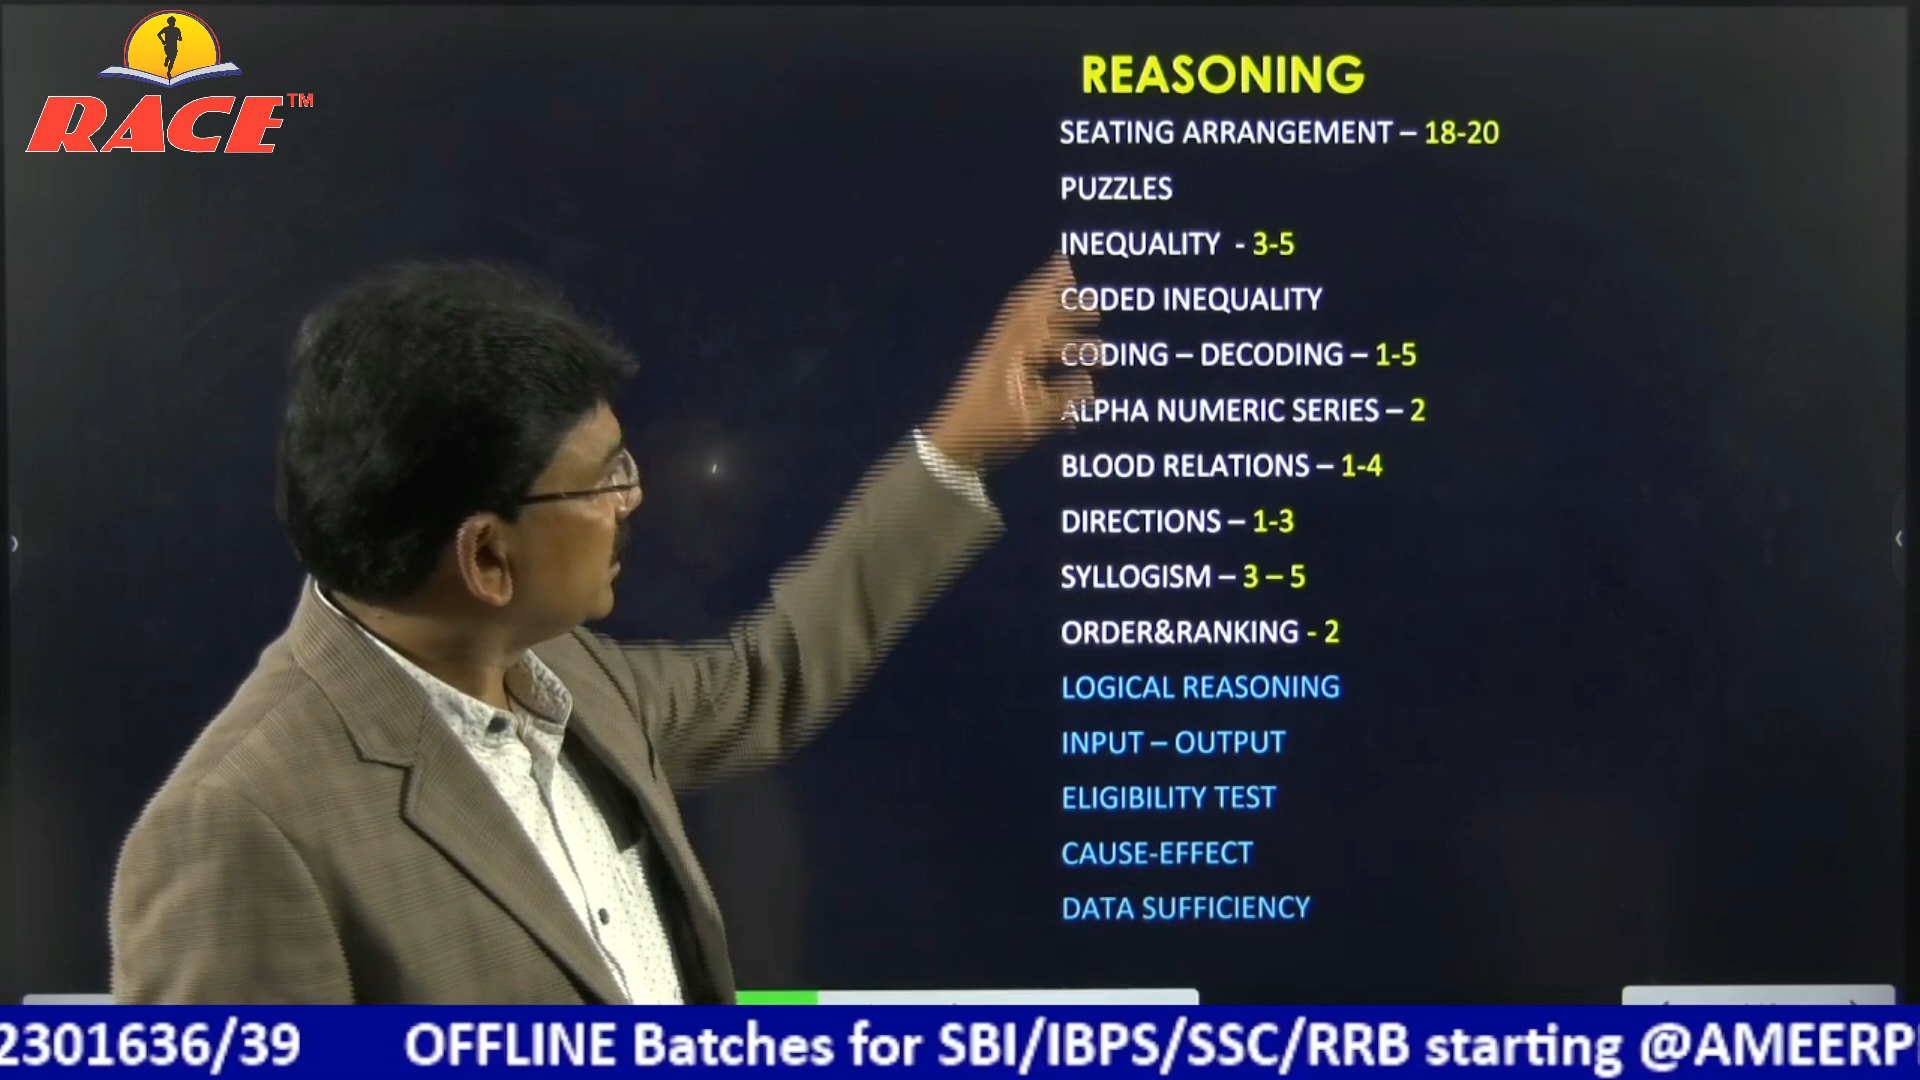 RACE™
REASONING
SEATING ARRANGEMENT – 18-20
PUZZLES
INEQUALITY - 3-5
CODED INEQUALITY
CODING – DECODING – 1-5
ALPHA NUMERIC SERIES – 2
BLOOD RELATIONS – 1-4
DIRECTIONS – 1-3
SYLLOGISM – 3 – 5
ORDER&RANKING - 2
LOGICAL REASONING
INPUT – OUTPUT
ELIGIBILITY TEST
CAUSE-EFFECT
DATA SUFFICIENCY
2301636/39 OFFLINE Batches for SBI/IBPS/SSC/RRB starting @AMEERP